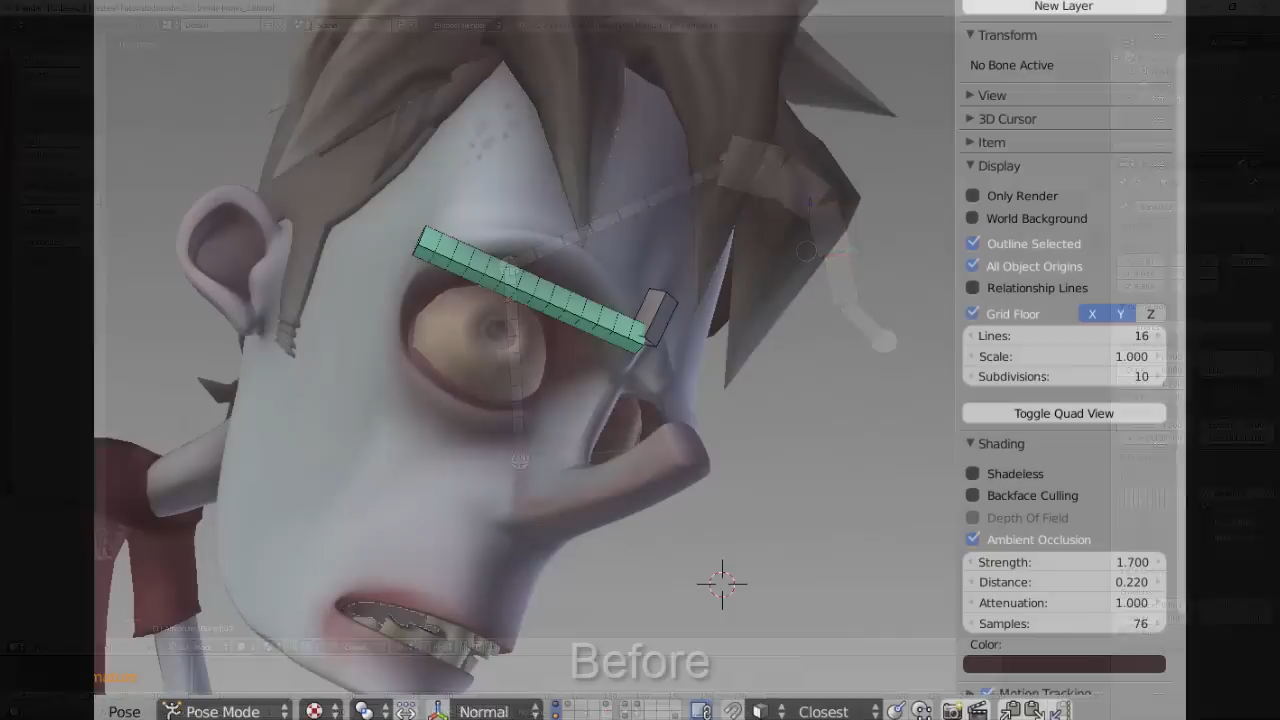 New Layer
Transform
No Bone Active
View
3D Cursor
Item
Display
Only Render
World Background
Outline Selected
All Object Origins
Relationship Lines
Grid Floor X Y Z
Lines: 16
Scale: 1.000
Subdivisions: 10
Toggle Quad View
Shading
Shadeless
Backface Culling
Depth Of Field
Ambient Occlusion
Strength: 1.700
Distance: 0.220
Attenuation: 1.000
Samples: 76
Color:
Motion Tracking
Before
Pose Pose Mode Normal Closest